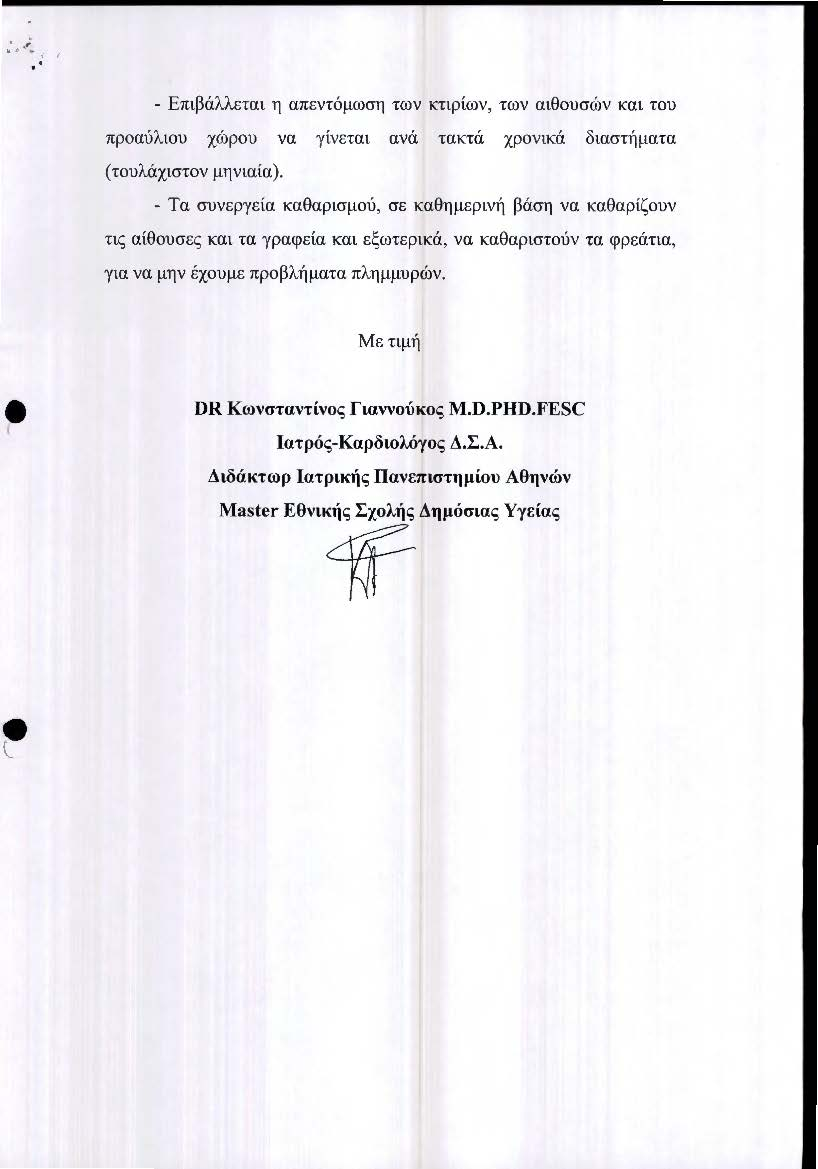 - Επιβάλλεται η απεντόμωση των κτιρίων, των αιθουσών και του
προαύλιου χώρου να γίνεται ανά τακτά χρονικά διαστήματα
(τουλάχιστον μηνιαία).
- Τα συνεργεία καθαρισμού, σε καθημερινή βάση να καθαρίζουν
τις αίθουσες και τα γραφεία και εξωτερικά, να καθαριστούν τα φρεάτια,
για να μην έχουμε προβλήματα πλημμυρών.
Με τιμή
DR Κωνσταντίνος Γιαννούκος M.D.PHD.FESC
Ιατρός-Καρδιολόγος Δ.Σ.Α.
Διδάκτωρ Ιατρικής Πανεπιστημίου Αθηνών
Master Εθνικής Σχολής Δημόσιας Υγείας